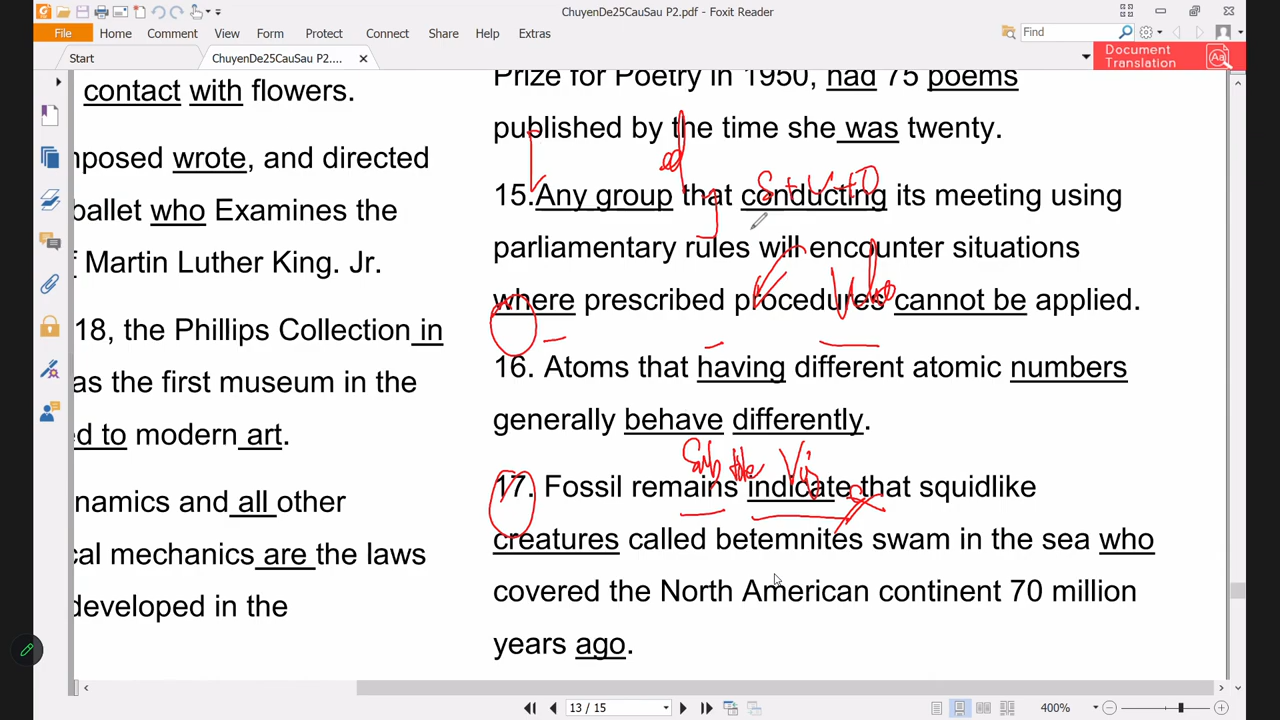 ChuyenDe25CauSau P2.pdf - Foxit Reader
File Home Comment View Form Protect Connect Share Help Extras
Find
Start
ChuyenDe25CauSau P2....
Document Translation
contact with flowers.
mposed wrote, and directed
ballet who Examines the
f Martin Luther King. Jr.
18, the Phillips Collection in
as the first museum in the
ed to modern art.
namics and all other
cal mechanics are the laws
developed in the
Prize for Poetry in 1950, had 75 poems
published by the time she was twenty.
S+V+O
15.Any group that conducting its meeting using
parliamentary rules will encounter situations
where prescribed procedures cannot be applied.
16. Atoms that having different atomic numbers
generally behave differently.
17. Fossil remains indicate that squidlike
creatures called betemnites swam in the sea who
covered the North American continent 70 million
years ago.
13 / 15
400%